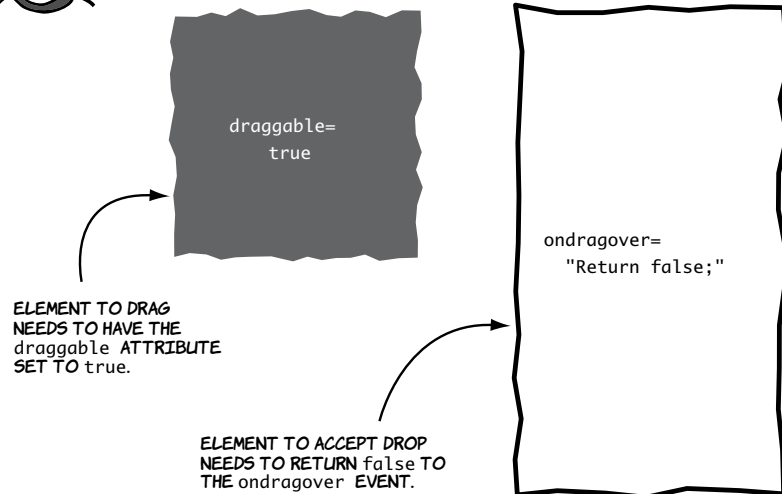 draggable=
true
ondragover=
"Return false;"
ELEMENT TO DRAG
NEEDS TO HAVE THE
draggable ATTRIBUTE
SET TO true.
ELEMENT TO ACCEPT DROP
NEEDS TO RETURN false TO
THE ondragover EVENT.